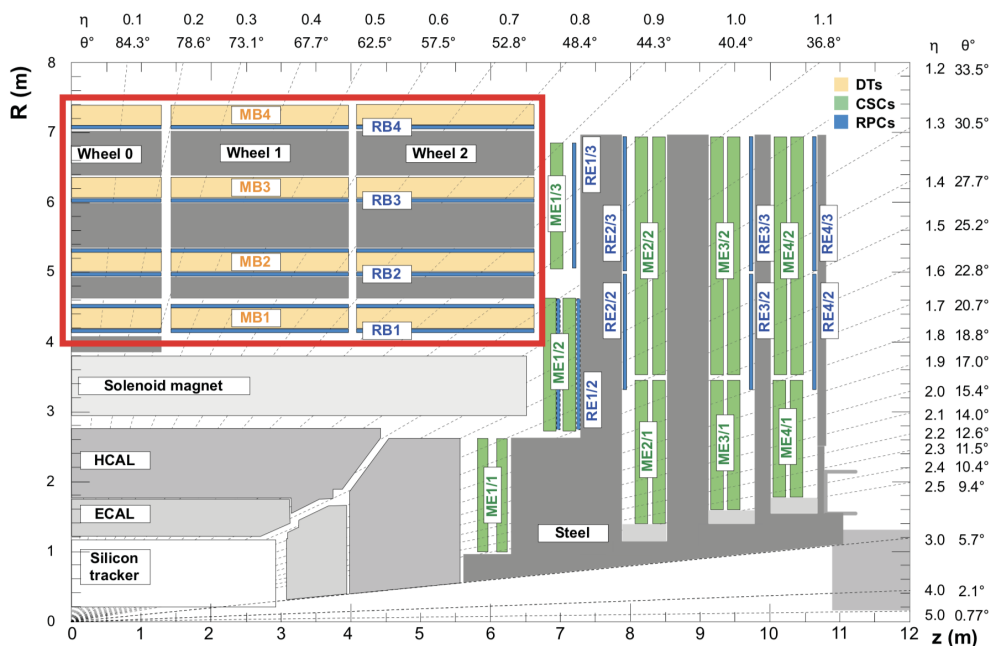 η 0.1 0.2 0.3 0.4 0.5 0.6 0.7 0.8 0.9 1.0 1.1
θ° 84.3° 78.6° 73.1° 67.7° 62.5° 57.5° 52.8° 48.4° 44.3° 40.4° 36.8°
η θ°
R (m)
8
7
6
5
4
3
2
1
0
1.2 33.5°
1.3 30.5°
1.4 27.7°
1.5 25.2°
1.6 22.8°
1.7 20.7°
1.8 18.8°
1.9 17.0°
2.0 15.4°
2.1 14.0°
2.2 12.6°
2.3 11.5°
2.4 10.4°
2.5 9.4°
3.0 5.7°
4.0 2.1°
5.0 0.77°
DTs
CSCs
RPCs
MB4
RB4
Wheel 0 Wheel 1 Wheel 2
MB3
RB3
MB2
RB2
MB1
RB1
Solenoid magnet
HCAL
ECAL
Silicon
tracker
Steel
ME1/1
ME1/2
ME1/3
RE1/2
RE1/3
RE2/2
RE2/3
ME2/1
ME2/2
ME3/1
ME3/2
RE3/2
RE3/3
ME4/1
ME4/2
RE4/2
RE4/3
0 1 2 3 4 5 6 7 8 9 10 11 12
z (m)